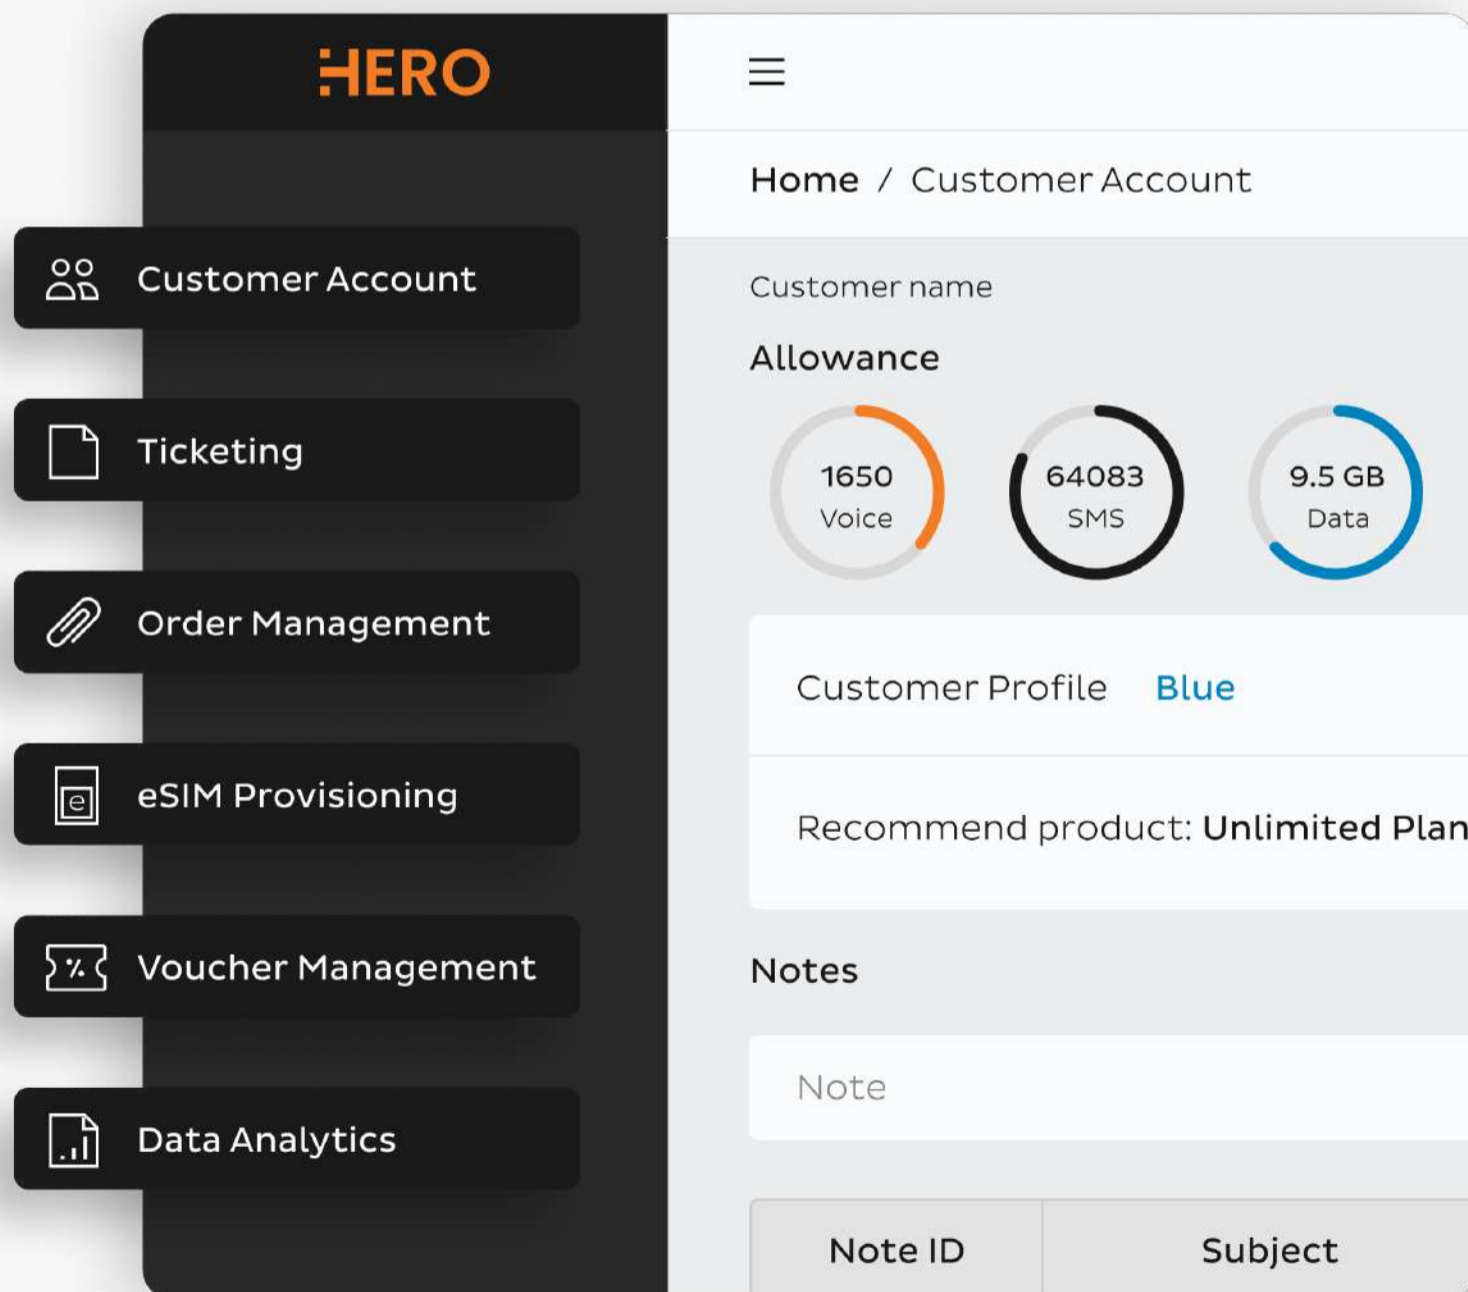 HERO
Customer Account
Ticketing
Order Management
e
eSIM Provisioning
%
Voucher Management
Data Analytics
Home / Customer Account
Customer name
Allowance
1650
Voice
64083
SMS
9.5 GB
Data
Customer Profile Blue
Recommend product: Unlimited Plan
Notes
Note
Note ID Subject